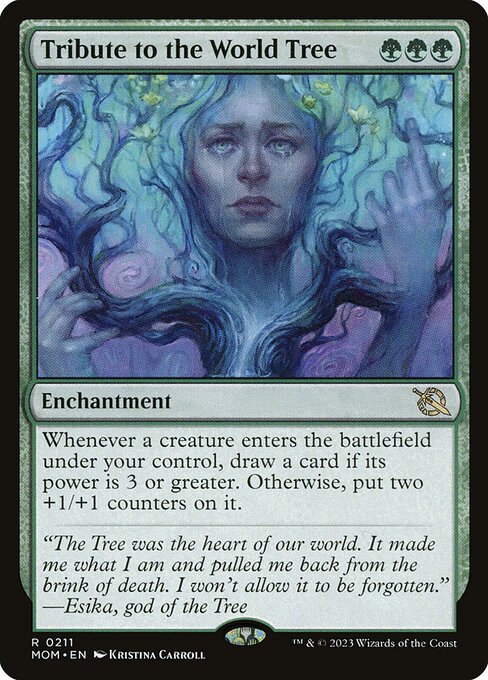 Tribute to the World Tree
Enchantment
Whenever a creature enters the battlefield
under your control, draw a card if its
power is 3 or greater. Otherwise, put two
+1/+1 counters on it.
“The Tree was the heart of our world. It made
me what I am and pulled me back from the
brink of death. I won’t allow it to be forgotten.”
—Esika, god of the Tree
R 0211
MOM • EN Kristina Carroll
™ & © 2023 Wizards of the Coast